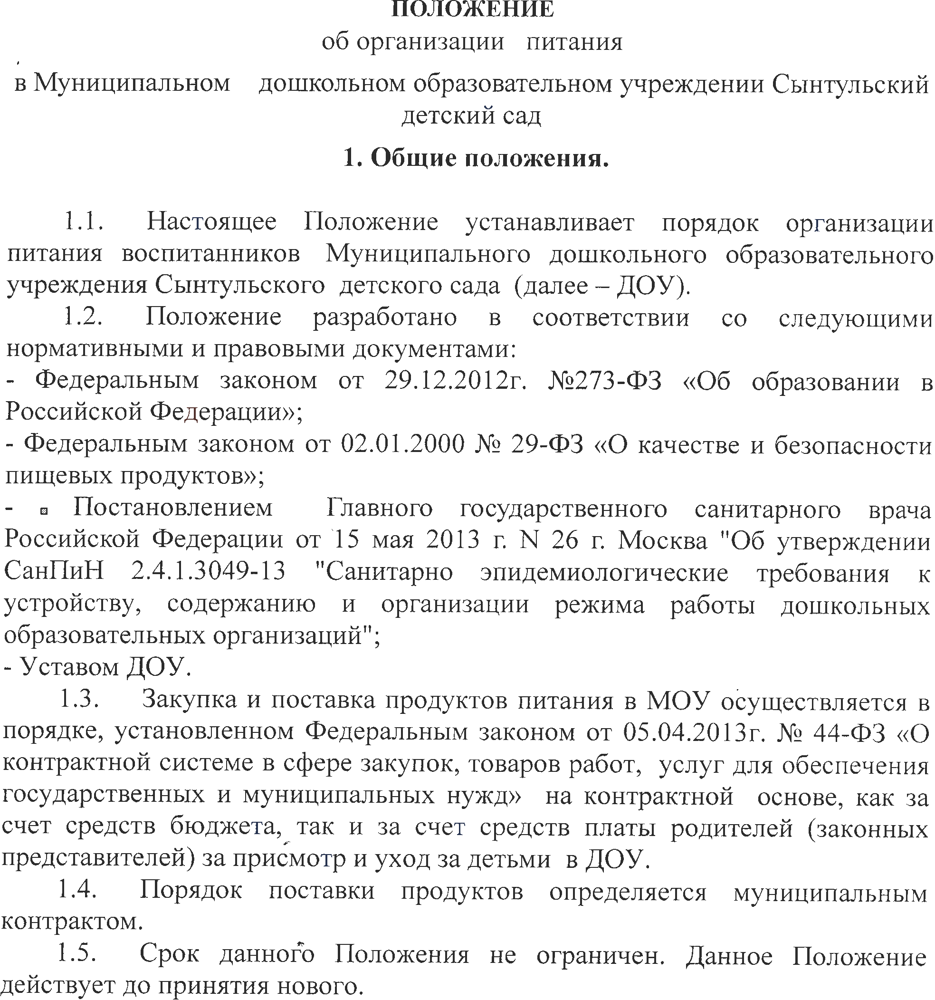 ПОЛОЖЕНИЕ
об организации питания
в Муниципальном дошкольном образовательном учреждении Сынтульский
детский сад
1. Общие положения.
1.1. Настоящее Положение устанавливает порядок организации
питания воспитанников Муниципального дошкольного образовательного
учреждения Сынтульского детского сада (далее – ДОУ).
1.2. Положение разработано в соответствии со следующими
нормативными и правовыми документами:
- Федеральным законом от 29.12.2012г. №273-ФЗ «Об образовании в
Российской Федерации»;
- Федеральным законом от 02.01.2000 № 29-ФЗ «О качестве и безопасности
пищевых продуктов»;
- Постановлением Главного государственного санитарного врача
Российской Федерации от 15 мая 2013 г. N 26 г. Москва "Об утверждении
СанПиН 2.4.1.3049-13 "Санитарно эпидемиологические требования к
устройству, содержанию и организации режима работы дошкольных
образовательных организаций";
- Уставом ДОУ.
1.3. Закупка и поставка продуктов питания в МОУ осуществляется в
порядке, установленном Федеральным законом от 05.04.2013г. № 44-ФЗ «О
контрактной системе в сфере закупок, товаров работ, услуг для обеспечения
государственных и муниципальных нужд» на контрактной основе, как за
счет средств бюджета, так и за счет средств платы родителей (законных
представителей) за присмотр и уход за детьми в ДОУ.
1.4. Порядок поставки продуктов определяется муниципальным
контрактом.
1.5. Срок данного Положения не ограничен. Данное Положение
действует до принятия нового.